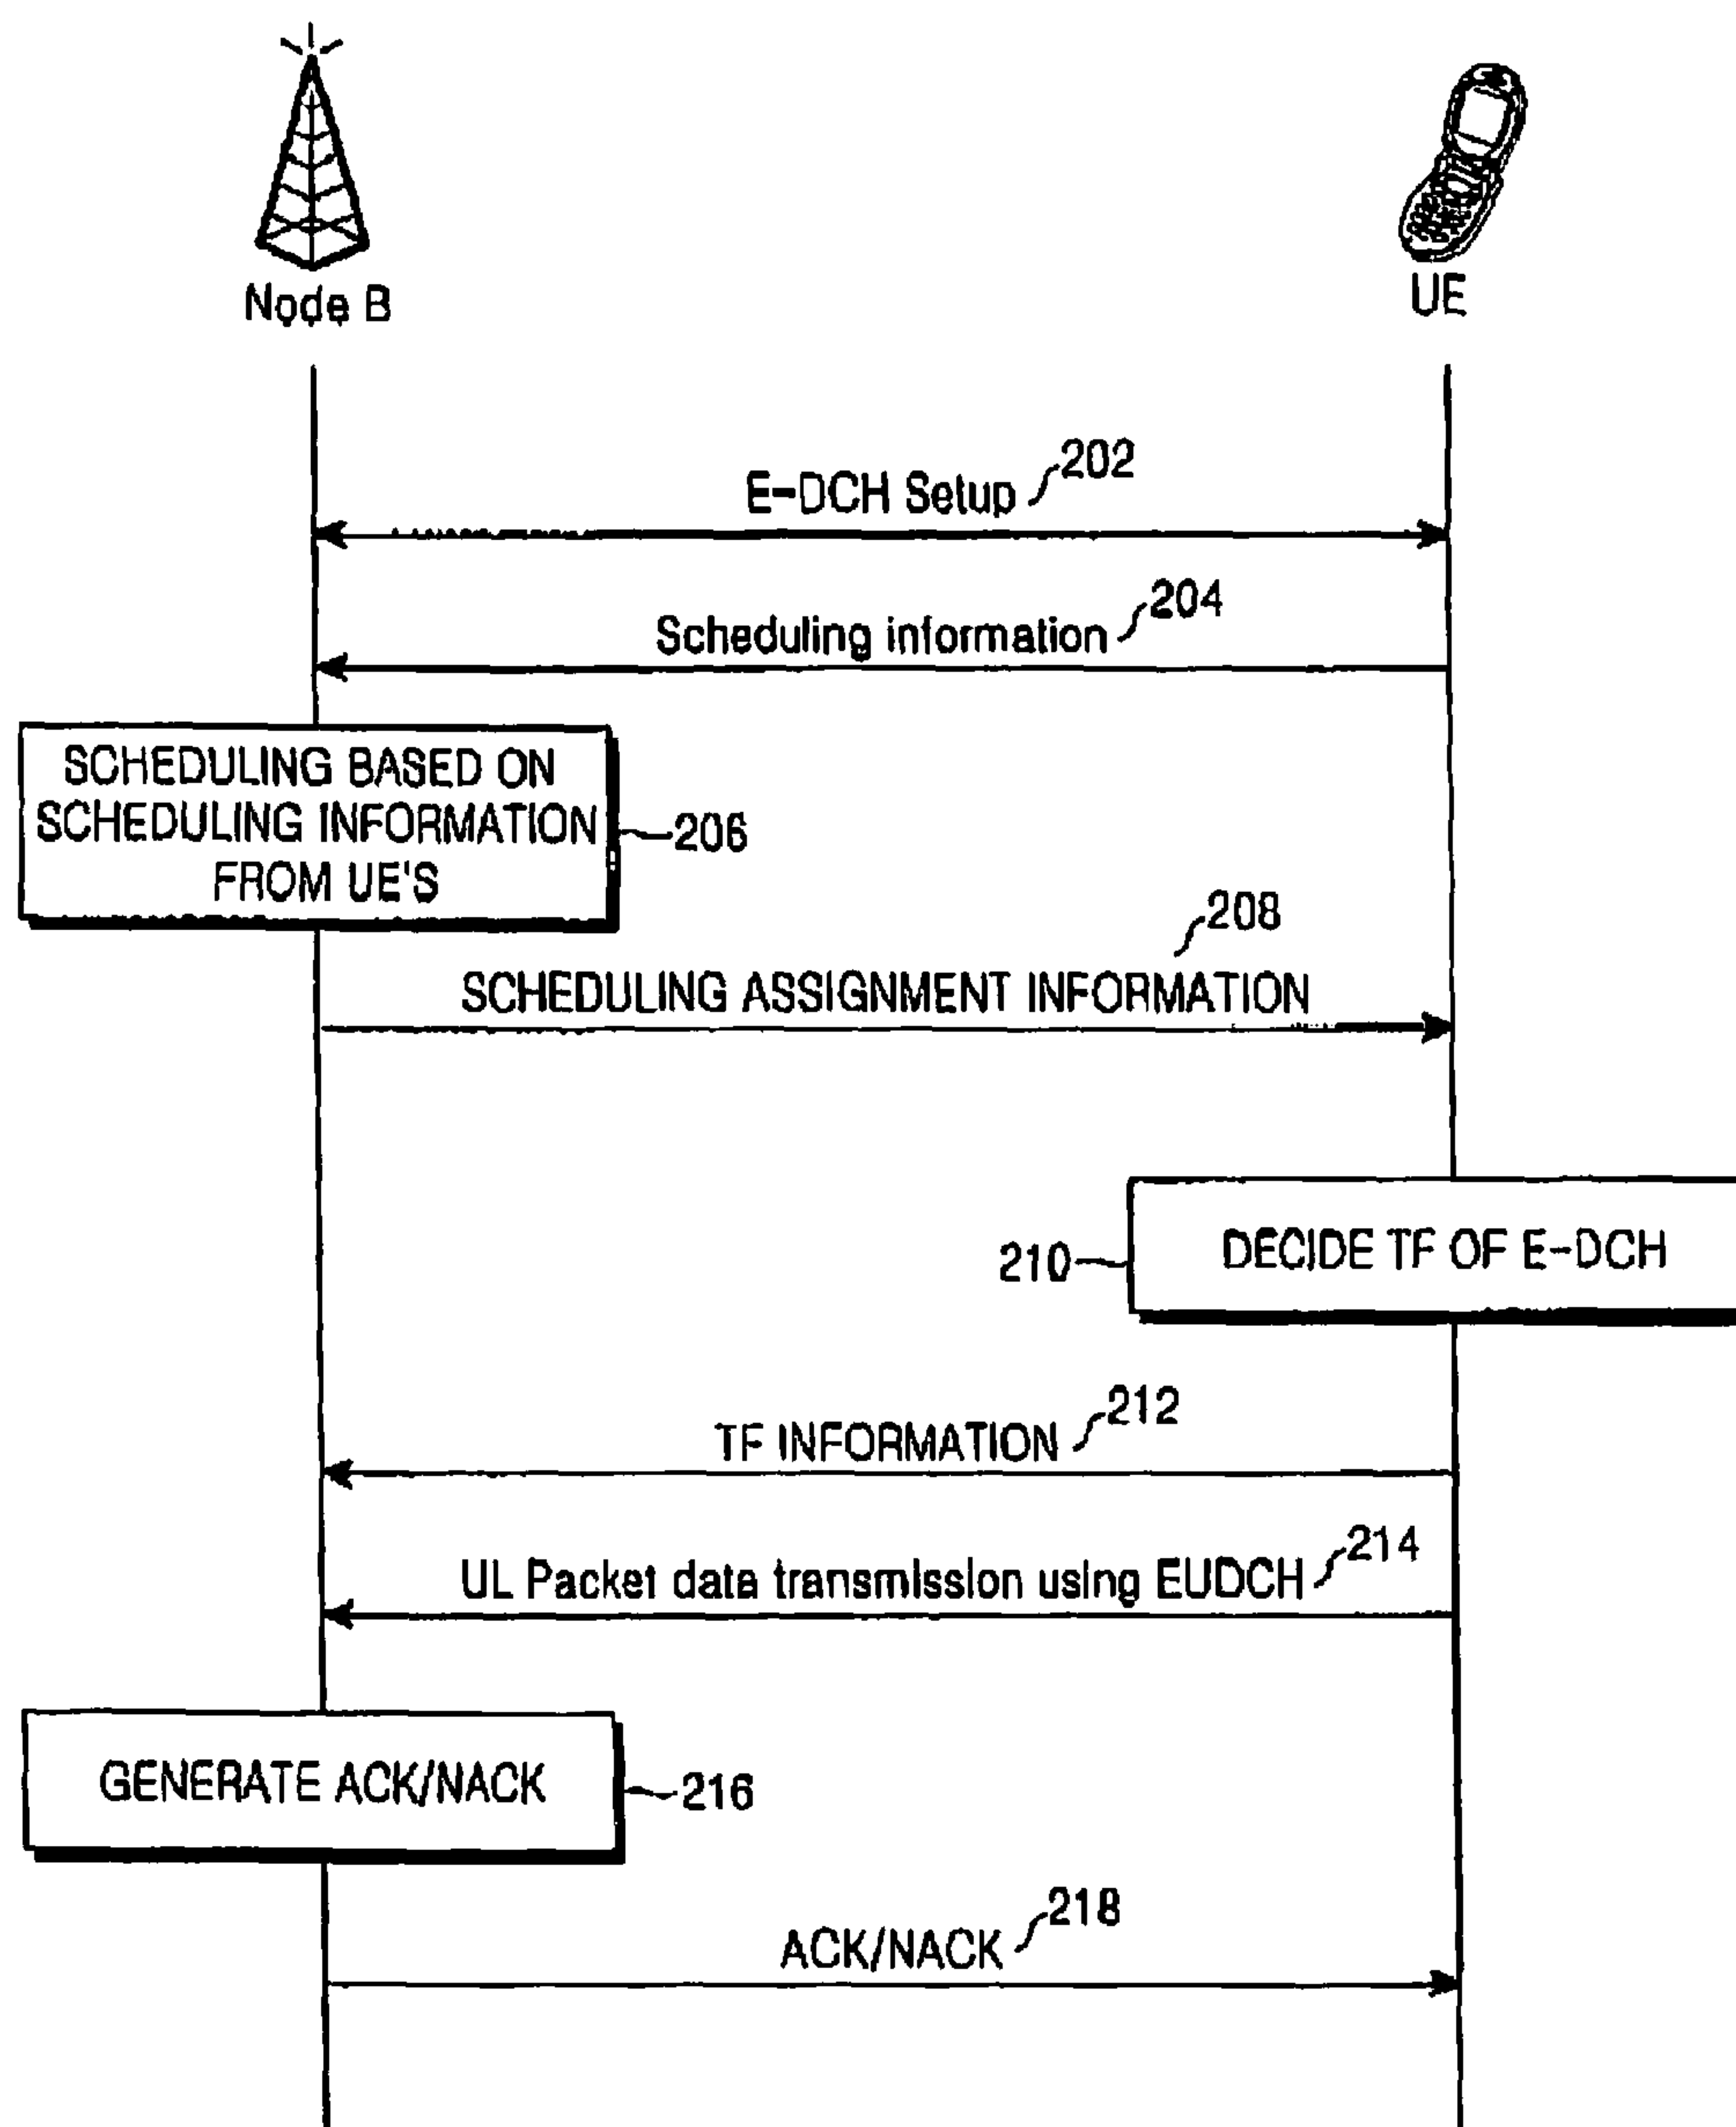 Node B
UE
E-DCH Setup 202
Scheduling information 204
SCHEDULING BASED ON
SCHEDULING INFORMATION
FROM UE'S
206
208
SCHEDULING ASSIGNMENT INFORMATION
210
DECIDE TF OF E-DCH
TF INFORMATION 212
UL Packet data transmission using EUDCH 214
GENERATE ACK/NACK
216
ACK/NACK 218